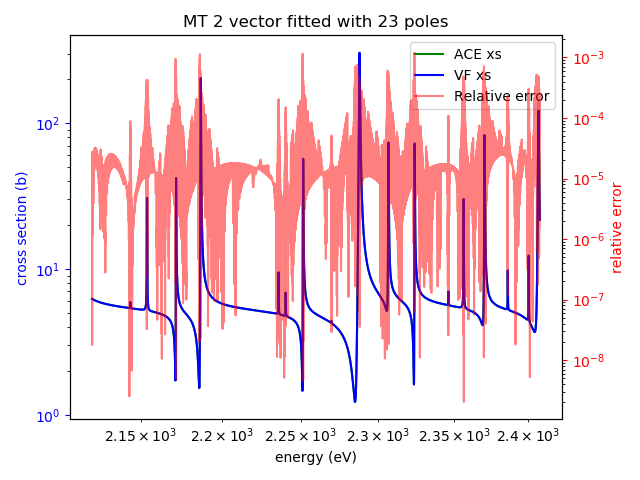 MT 2 vector fitted with 23 poles
ACE xs
VF xs
Relative error
cross section (b)
10²
10¹
10⁰
relative error
10⁻³
10⁻⁴
10⁻⁵
10⁻⁶
10⁻⁷
10⁻⁸
2.15 × 10³ 2.2 × 10³ 2.25 × 10³ 2.3 × 10³ 2.35 × 10³ 2.4 × 10³
energy (eV)